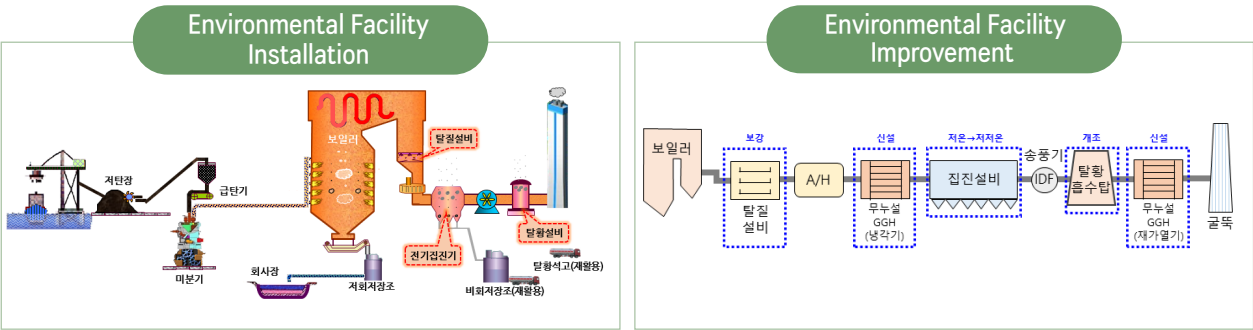 Environmental Facility
Installation
보일러
탈질설비
저탄장
급탄기
미분기
전기집진기
탈황설비
탈황석고(재활용)
회사장
저회저장조
비회저장조(재활용)
Environmental Facility
Improvement
보일러
보강
탈질
설비
A/H
신설
무누설
GGH
(냉각기)
저온→저저온
집진설비
송풍기
IDF
개조
탈황
흡수탑
신설
무누설
GGH
(재가열기)
굴뚝